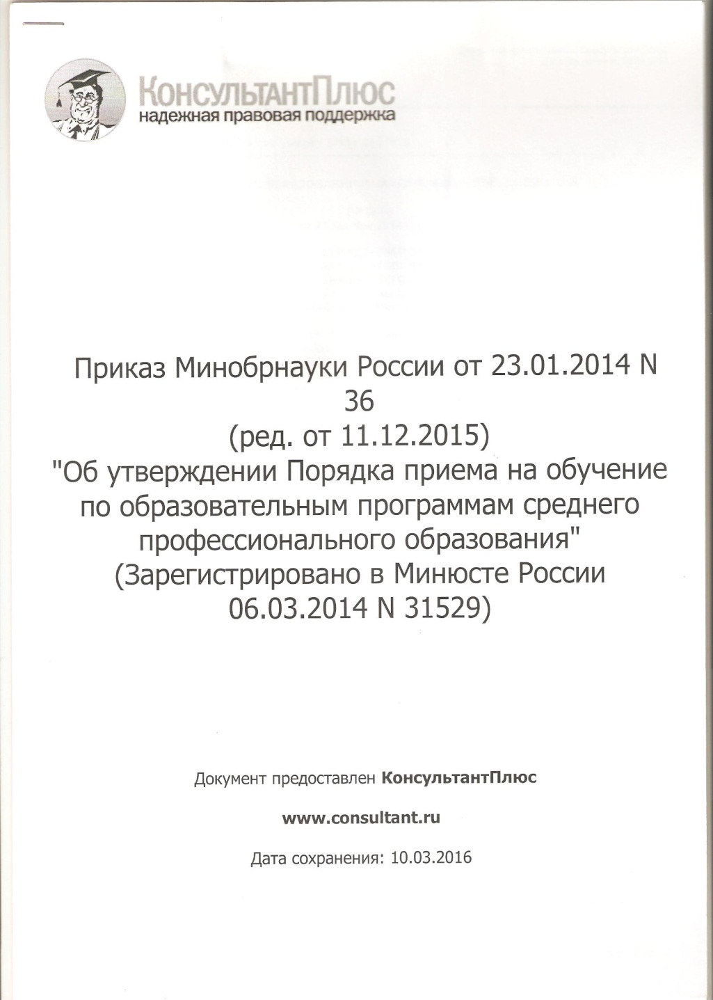 КонсультантПлюс
надежная правовая поддержка
Приказ Минобрнауки России от 23.01.2014 N
36
(ред. от 11.12.2015)
"Об утверждении Порядка приема на обучение
по образовательным программам среднего
профессионального образования"
(Зарегистрировано в Минюсте России
06.03.2014 N 31529)
Документ предоставлен КонсультантПлюс
www.consultant.ru
Дата сохранения: 10.03.2016